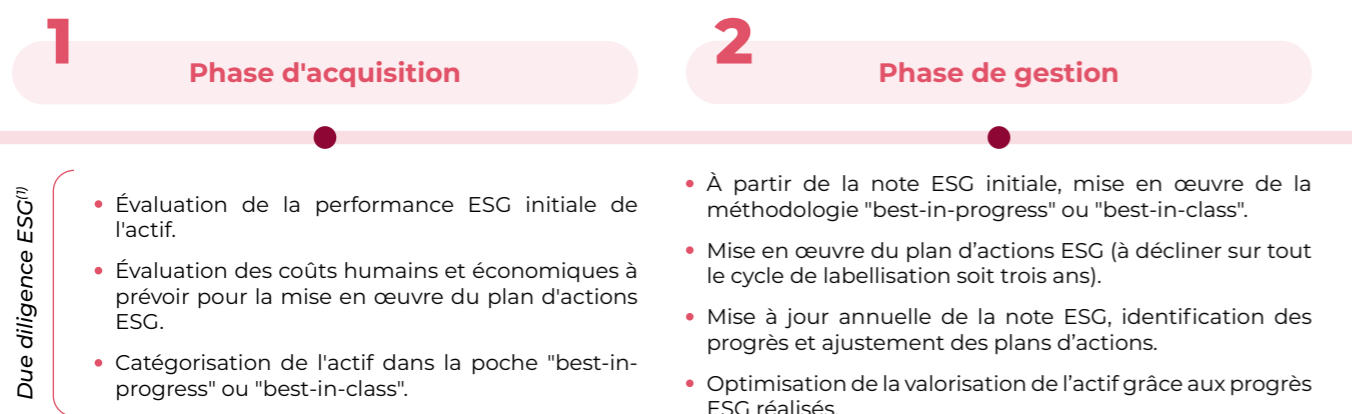 1
Phase d'acquisition
Due diligence ESG(1)
• Évaluation de la performance ESG initiale de
l'actif.
• Évaluation des coûts humains et économiques à
prévoir pour la mise en œuvre du plan d'actions
ESG.
• Catégorisation de l'actif dans la poche "best-in-
progress" ou "best-in-class".
2
Phase de gestion
• À partir de la note ESG initiale, mise en œuvre de la
méthodologie "best-in-progress" ou "best-in-class".
• Mise en œuvre du plan d’actions ESG (à décliner sur tout
le cycle de labellisation soit trois ans).
• Mise à jour annuelle de la note ESG, identification des
progrès et ajustement des plans d’actions.
• Optimisation de la valorisation de l’actif grâce aux progrès
ESG réalisés.